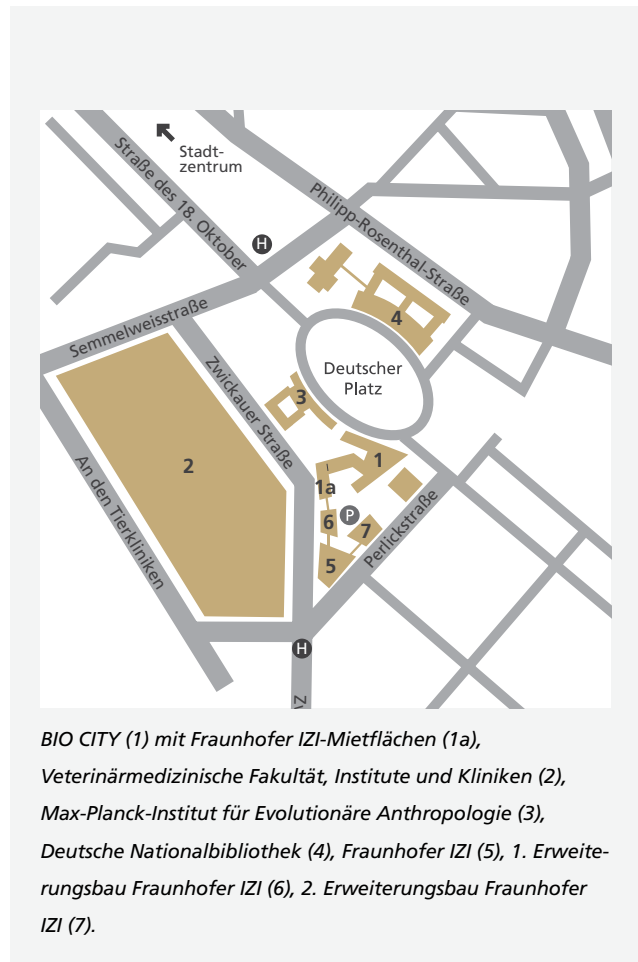 Stadt-
zentrum
Straße des 18. Oktober
H
Philipp-Rosenthal-Straße
Semmelweisstraße
4
Deutscher
Platz
Zwickauer Straße
3
2
1
1a
An den Tierkliniken
P
6
7
Perlickstraße
5
H
Zw
BIO CITY (1) mit Fraunhofer IZI-Mietflächen (1a),
Veterinärmedizinische Fakultät, Institute und Kliniken (2),
Max-Planck-Institut für Evolutionäre Anthropologie (3),
Deutsche Nationalbibliothek (4), Fraunhofer IZI (5), 1. Erweite-
rungsbau Fraunhofer IZI (6), 2. Erweiterungsbau Fraunhofer
IZI (7).